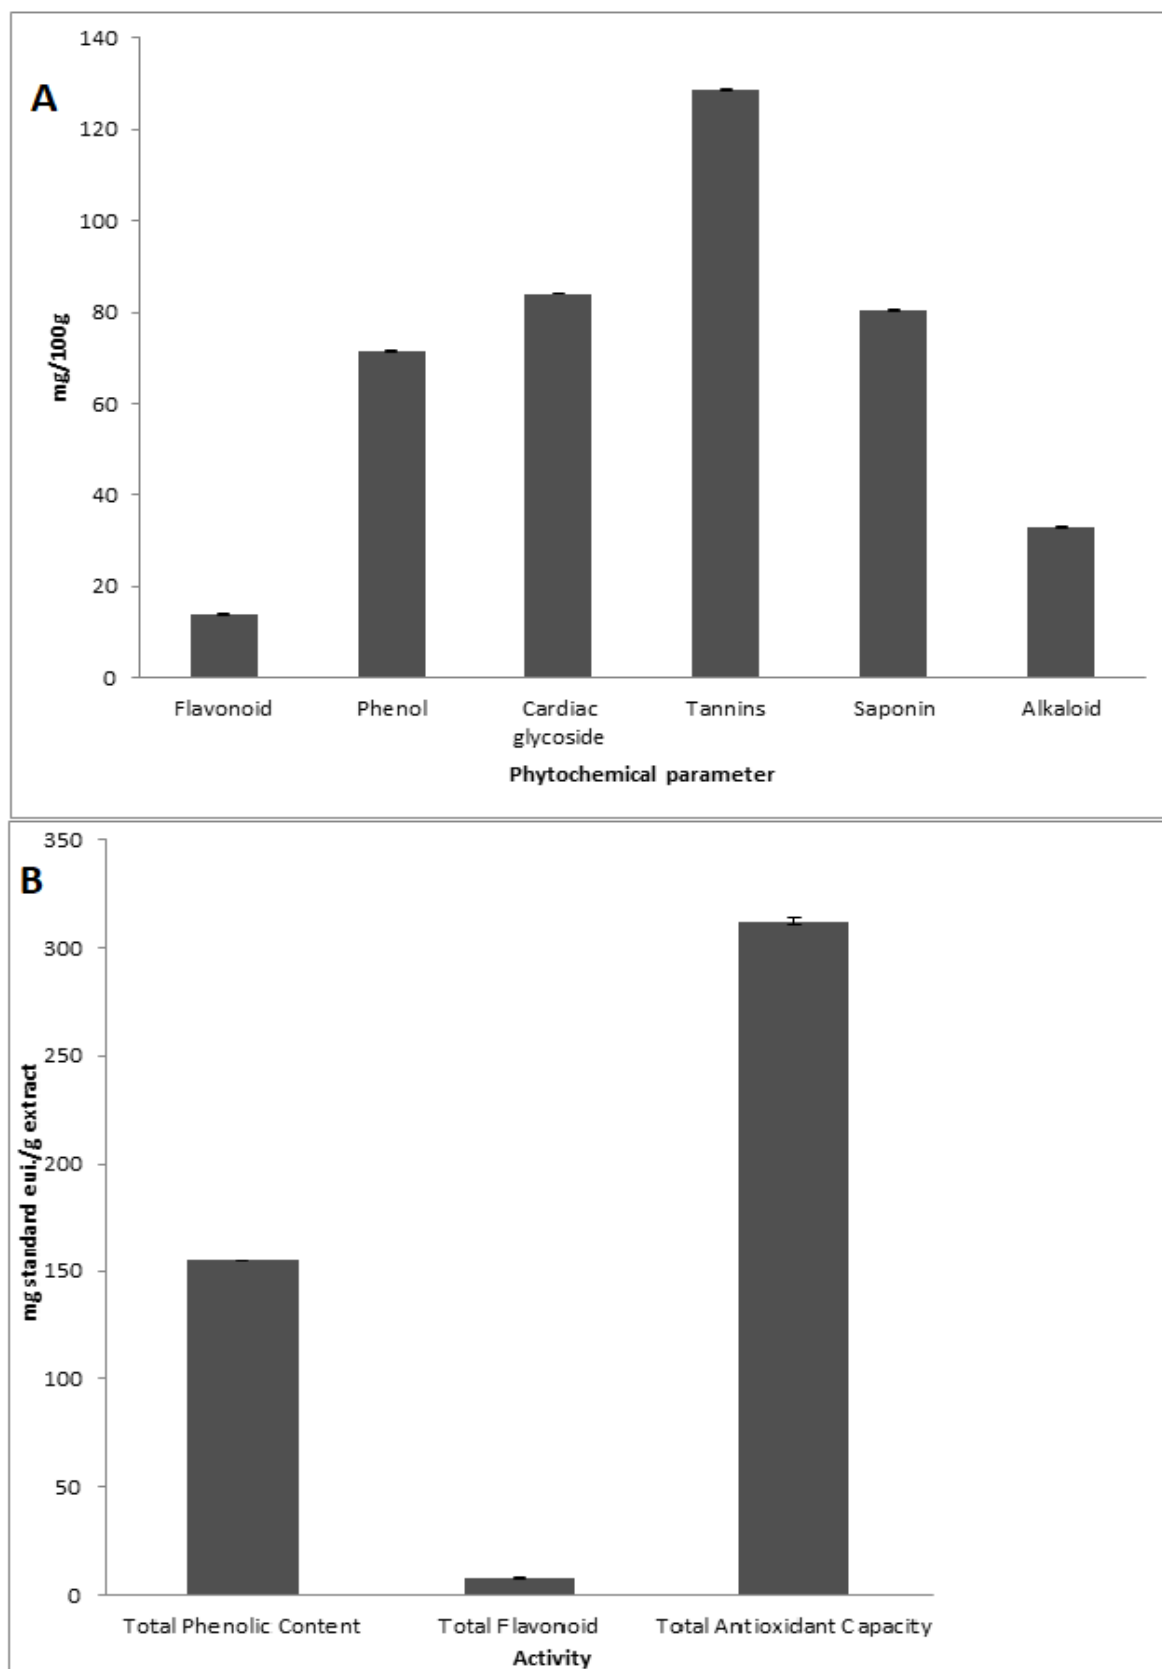 A
140
120
100
80
60
40
20
0
mg/100g
Flavonoid
Phenol
Cardiac
glycoside
Tannins
Saponin
Alkaloid
Phytochemical parameter
B
350
300
250
200
150
100
50
0
mg standard eui./g extract
Total Phenolic Content
Total Flavonoid
Total Antioxidant Capacity
Activity